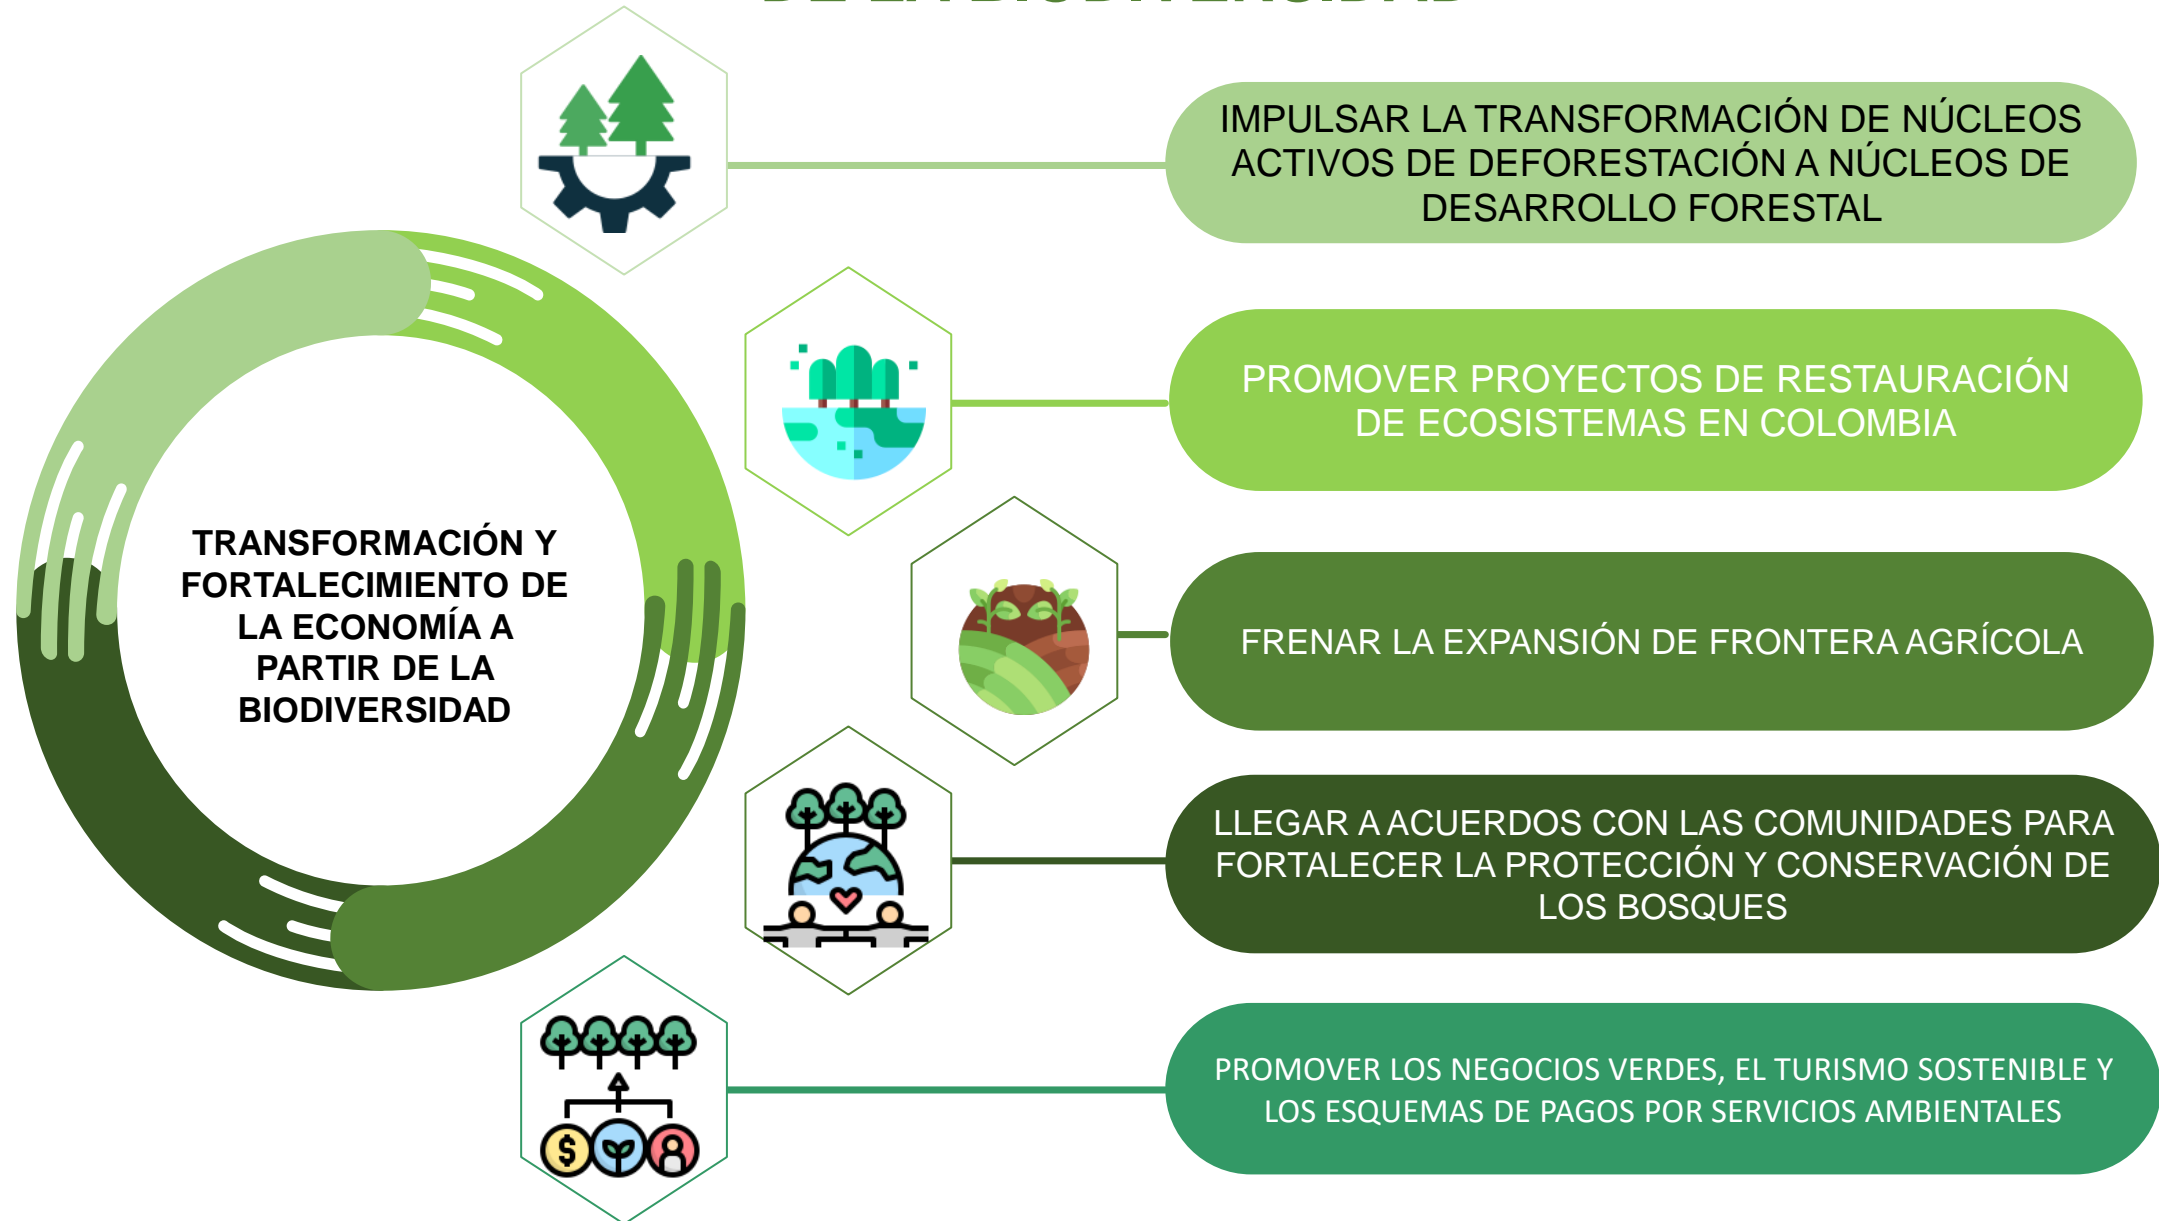 DE LA BIODIVERSIDAD
IMPULSAR LA TRANSFORMACIÓN DE NÚCLEOS
ACTIVOS DE DEFORESTACIÓN A NÚCLEOS DE
DESARROLLO FORESTAL
PROMOVER PROYECTOS DE RESTAURACIÓN
DE ECOSISTEMAS EN COLOMBIA
TRANSFORMACIÓN Y
FORTALECIMIENTO DE
LA ECONOMÍA A
PARTIR DE LA
BIODIVERSIDAD
FRENAR LA EXPANSIÓN DE FRONTERA AGRÍCOLA
LLEGAR A ACUERDOS CON LAS COMUNIDADES PARA
FORTALECER LA PROTECCIÓN Y CONSERVACIÓN DE
LOS BOSQUES
$
PROMOVER LOS NEGOCIOS VERDES, EL TURISMO SOSTENIBLE Y
LOS ESQUEMAS DE PAGOS POR SERVICIOS AMBIENTALES